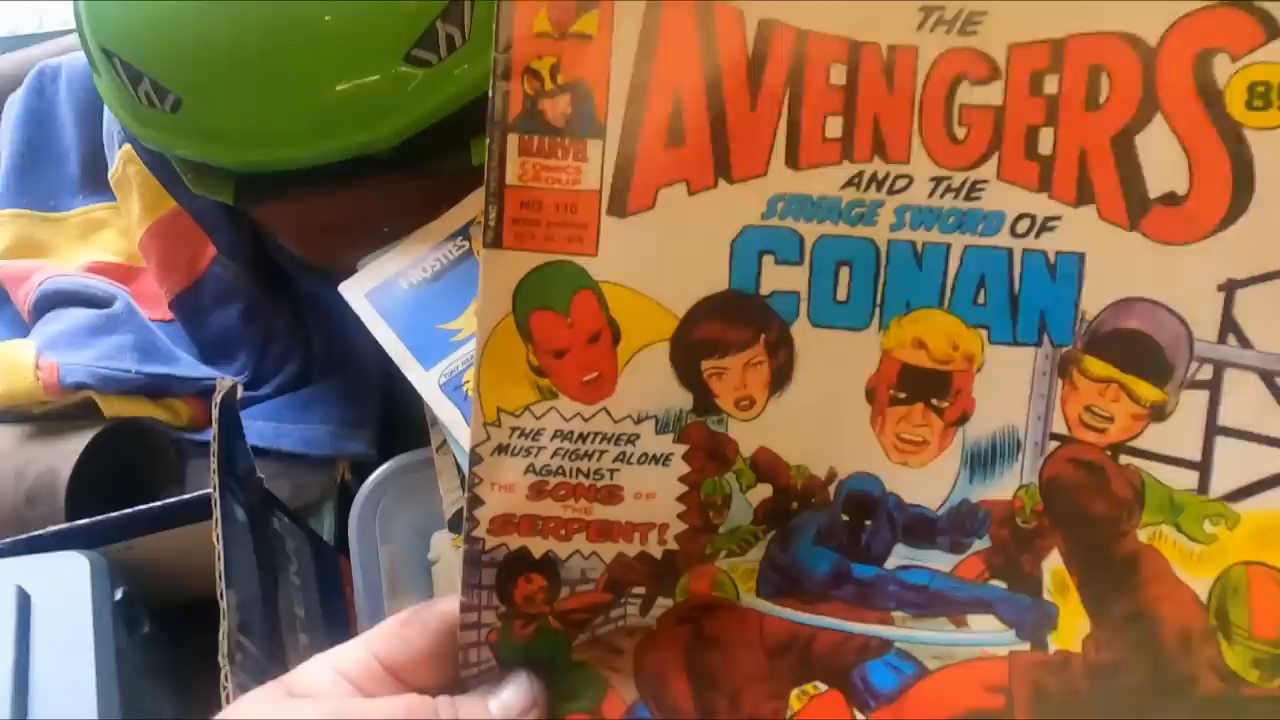 THE
AVENGERS
8
AND THE
SAVAGE SWORD OF
CONAN
MARVEL
COMICS
GROUP
NO. 110
FROSTIES
THE PANTHER
MUST FIGHT ALONE
AGAINST
THE SONS OF
THE
SERPENT!